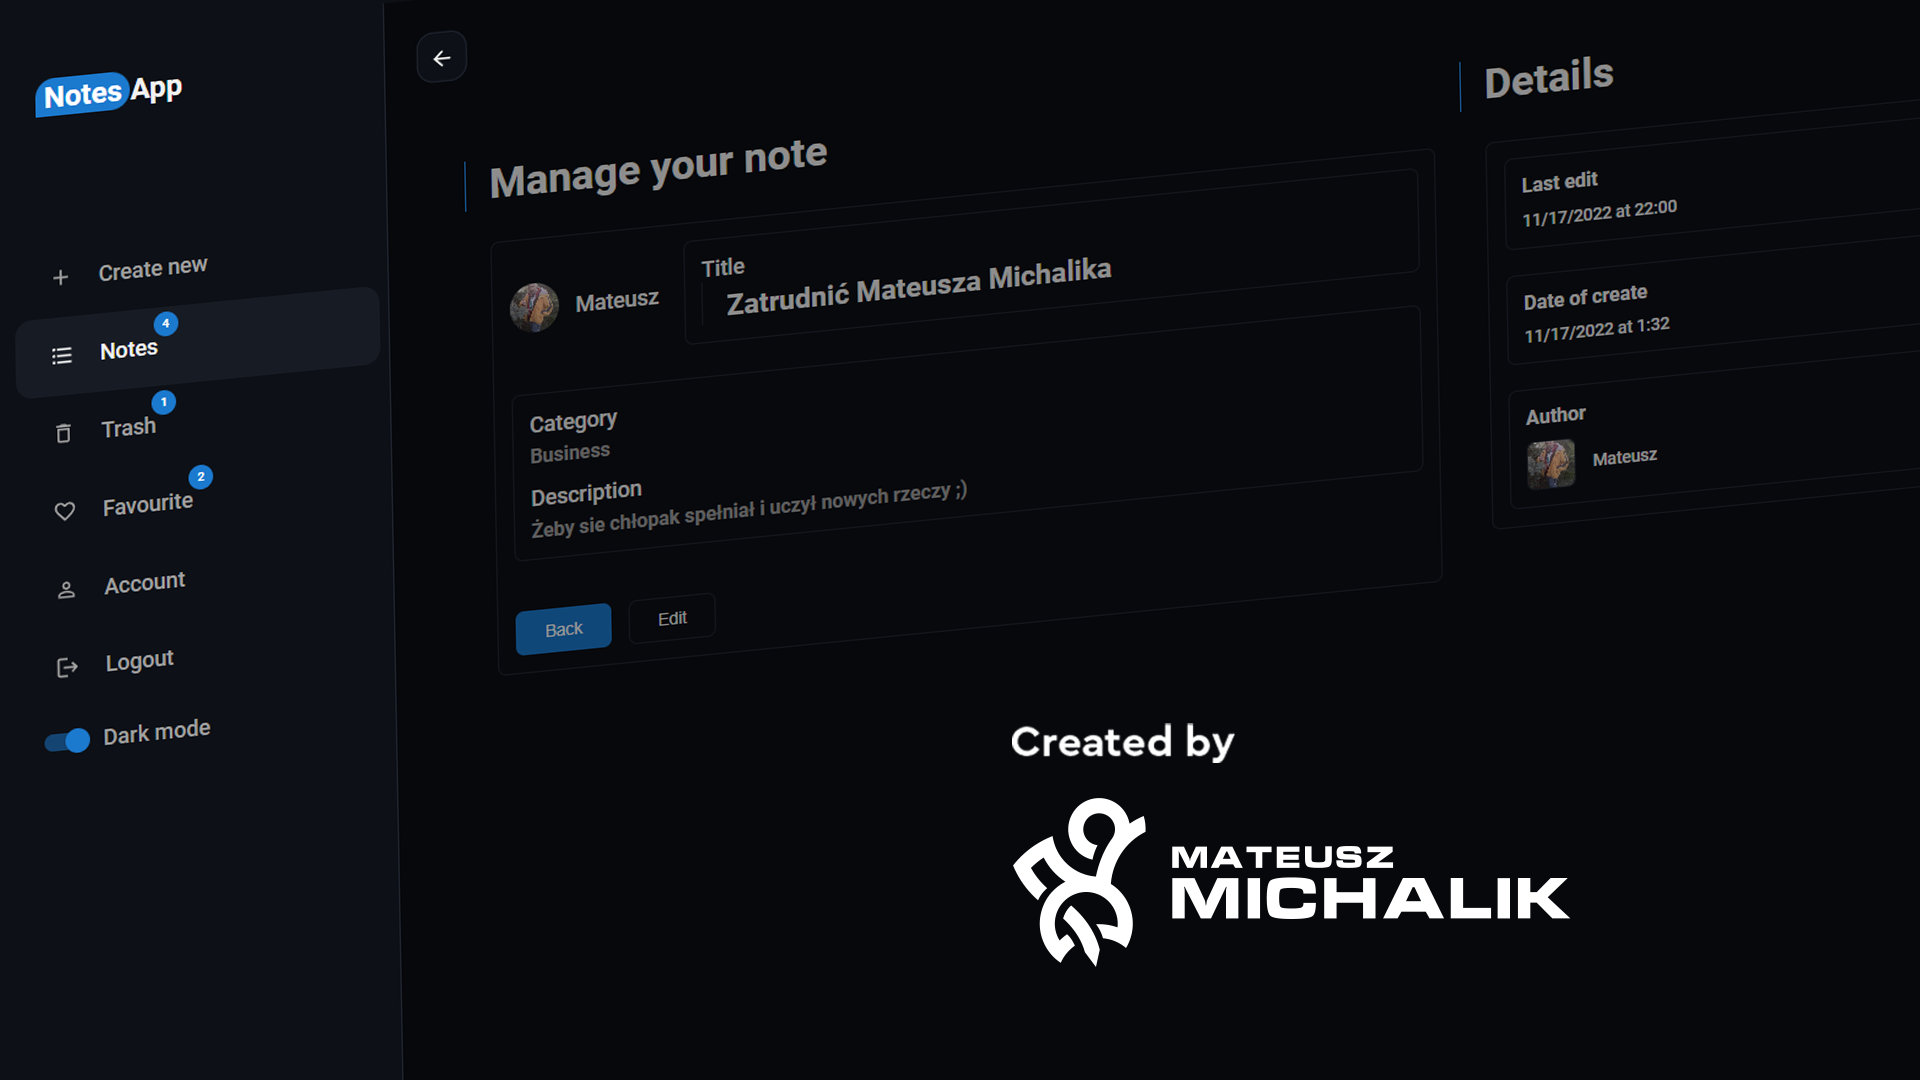 Notes App
Create new
Notes
4
Trash
1
Favourite
2
Account
Logout
Dark mode
Manage your note
Mateusz
Title
Zatrudnić Mateusza Michalika
Category
Business
Description
Żeby sie chłopak spełniał i uczył nowych rzeczy ;)
Back
Edit
Details
Last edit
11/17/2022 at 22:00
Date of create
11/17/2022 at 1:32
Author
Mateusz
Created by
MATEUSZ
MICHALIK